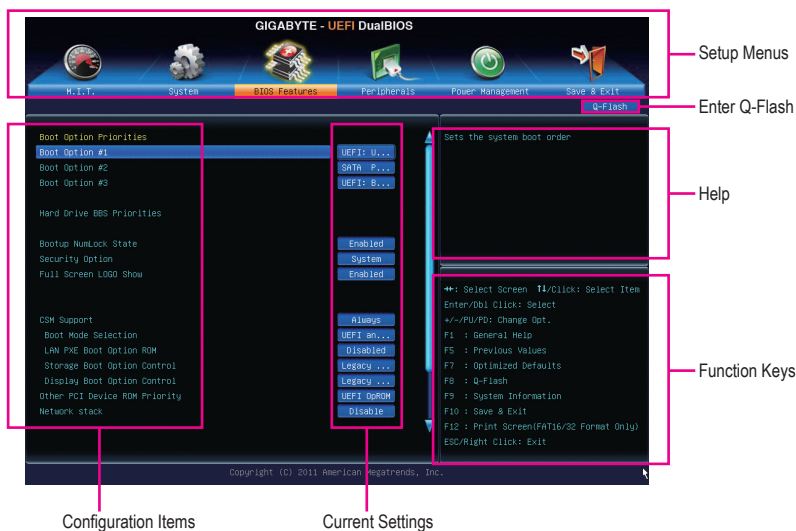 GIGABYTE - UEFI DualBIOS
M.I.T. System BIOS Features Peripherals Power Management Save & Exit
Setup Menus
Q-Flash
Enter Q-Flash
Boot Option Priorities
Sets the system boot order
Boot Option #1 UEFI: U...
Boot Option #2 SATA P...
Boot Option #3 UEFI: B...
Help
Hard Drive BBS Priorities
Bootup NumLock State Enabled
Security Option System
Full Screen LOGO Show Enabled
CSM Support Always
Boot Mode Selection UEFI an...
LAN PXE Boot Option ROM Disabled
Storage Boot Option Control Legacy ...
Display Boot Option Control Legacy ...
Other PCI Device ROM Priority UEFI OpROM
Network stack Disable
→←: Select Screen ↑↓/Click: Select Item
Enter/Dbl Click: Select
+/-/PU/PD: Change Opt.
F1 : General Help
F5 : Previous Values
F7 : Optimized Defaults
F8 : Q-Flash
F9 : System Information
F10 : Save & Exit
F12 : Print Screen(FAT16/32 Format Only)
ESC/Right Click: Exit
Function Keys
Copyright (C) 2011 American Megatrends, Inc.
Configuration Items
Current Settings